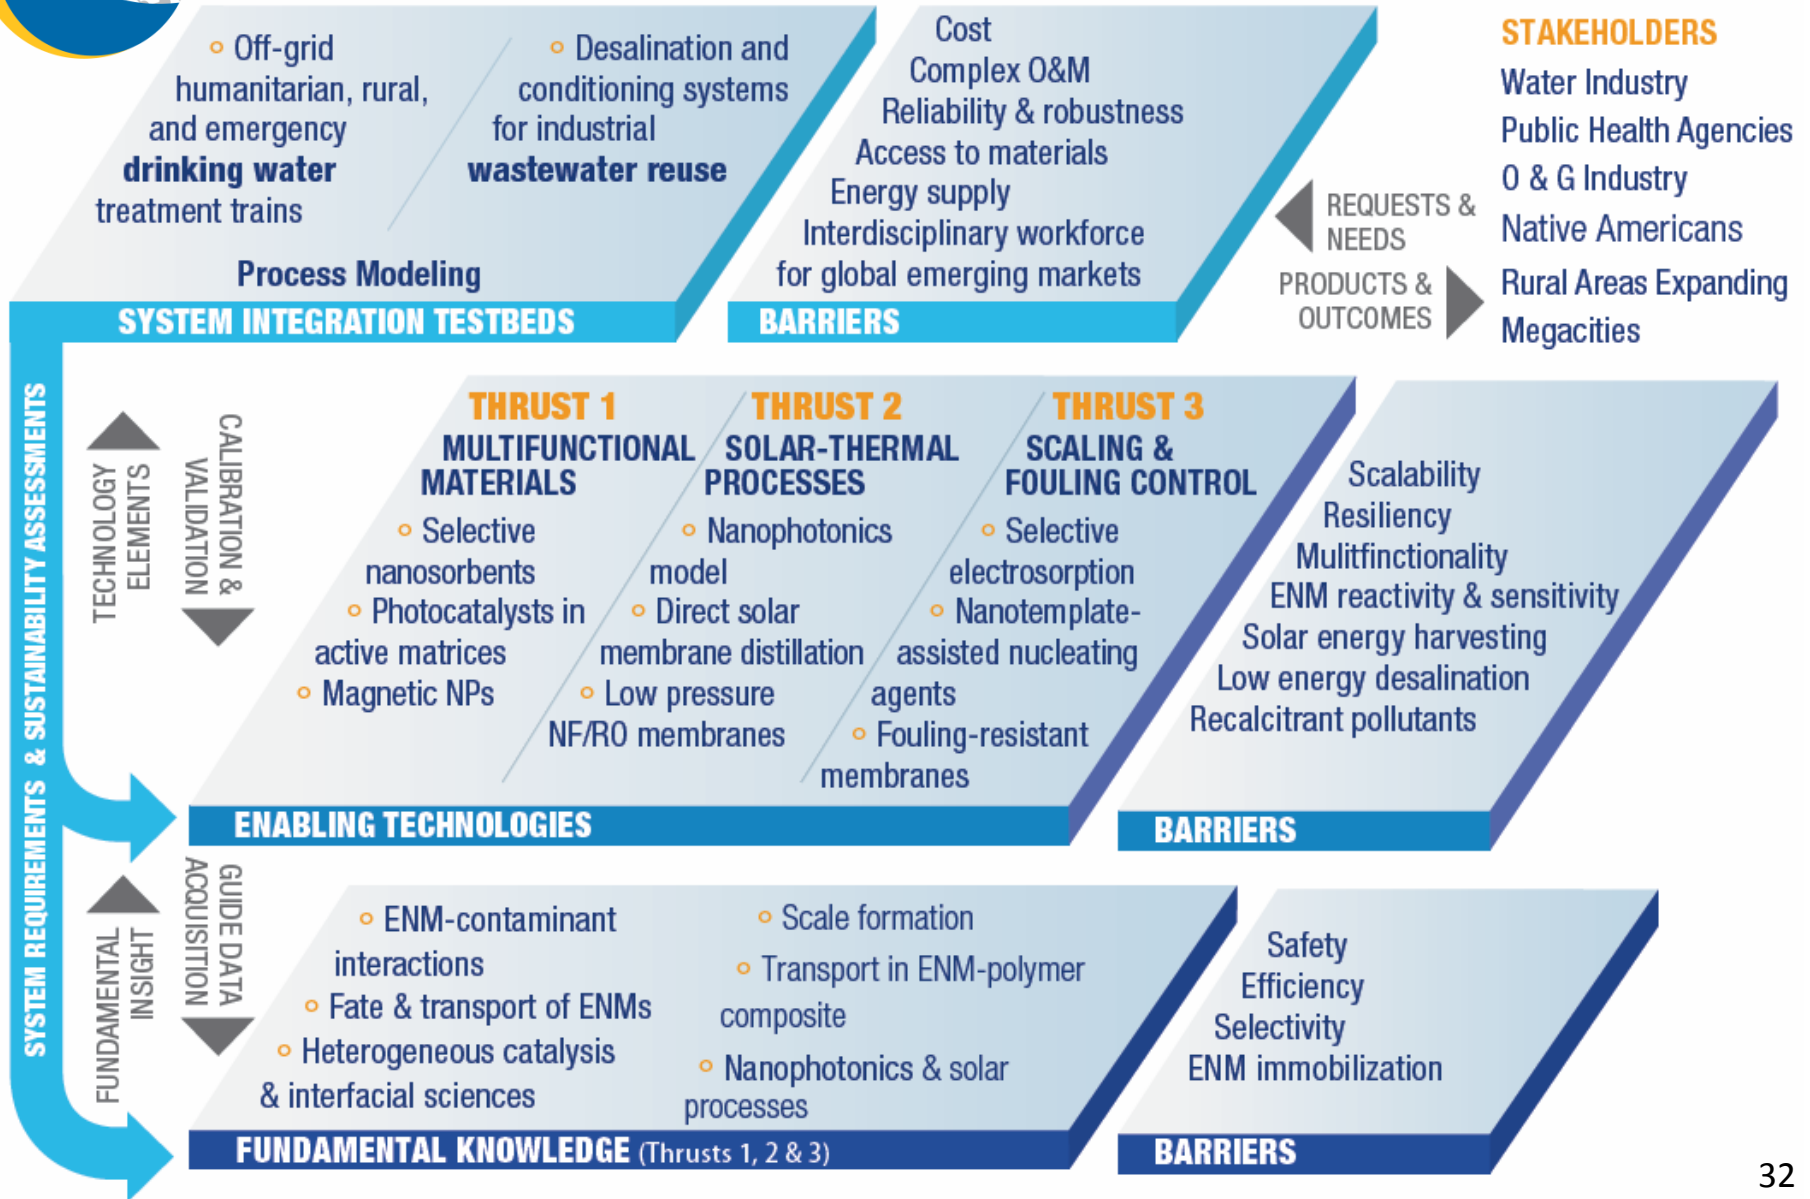 Off-grid
humanitarian, rural,
and emergency
drinking water
treatment trains
Desalination and
conditioning systems
for industrial
wastewater reuse
Process Modeling
SYSTEM INTEGRATION TESTBEDS
Cost
Complex O&M
Reliability & robustness
Access to materials
Energy supply
Interdisciplinary workforce
for global emerging markets
BARRIERS
REQUESTS &
NEEDS
PRODUCTS &
OUTCOMES
STAKEHOLDERS
Water Industry
Public Health Agencies
O & G Industry
Native Americans
Rural Areas Expanding
Megacities
SYSTEM REQUIREMENTS & SUSTAINABILITY ASSESSMENTS
TECHNOLOGY
ELEMENTS
CALIBRATION &
VALIDATION
THRUST 1
MULTIFUNCTIONAL
MATERIALS
Selective
nanosorbents
Photocatalysts in
active matrices
Magnetic NPs
THRUST 2
SOLAR-THERMAL
PROCESSES
Nanophotonics
model
Direct solar
membrane distillation
Low pressure
NF/RO membranes
THRUST 3
SCALING &
FOULING CONTROL
Selective
electrosorption
Nanotemplate-
assisted nucleating
agents
Fouling-resistant
membranes
ENABLING TECHNOLOGIES
Scalability
Resiliency
Mulitfinctionality
ENM reactivity & sensitivity
Solar energy harvesting
Low energy desalination
Recalcitrant pollutants
BARRIERS
FUNDAMENTAL
INSIGHT
GUIDE DATA
ACQUISITION
ENM-contaminant
interactions
Fate & transport of ENMs
Heterogeneous catalysis
& interfacial sciences
Scale formation
Transport in ENM-polymer
composite
Nanophotonics & solar
processes
FUNDAMENTAL KNOWLEDGE (Thrusts 1, 2 & 3)
Safety
Efficiency
Selectivity
ENM immobilization
BARRIERS
32